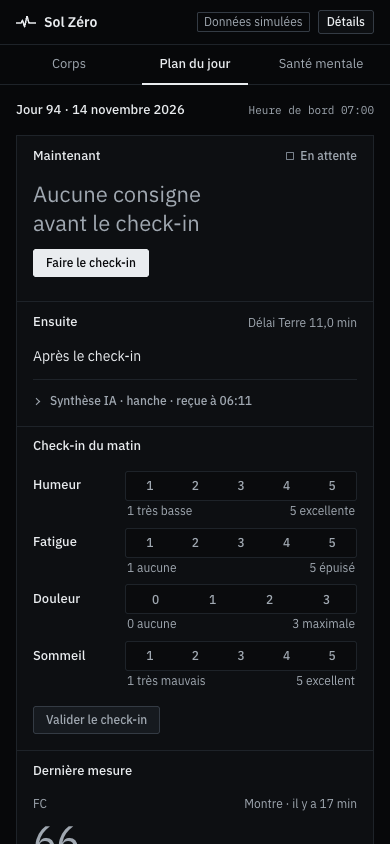 Sol Zéro
Données simulées
Détails
Corps
Plan du jour
Santé mentale
Jour 94 · 14 novembre 2026
Heure de bord 07:00
Maintenant
En attente
Aucune consigne
avant le check-in
Faire le check-in
Ensuite
Délai Terre 11,0 min
Après le check-in
Synthèse IA · hanche · reçue à 06:11
Check-in du matin
Humeur
1 2 3 4 5
1 très basse
5 excellente
Fatigue
1 2 3 4 5
1 aucune
5 épuisé
Douleur
0 1 2 3
0 aucune
3 maximale
Sommeil
1 2 3 4 5
1 très mauvais
5 excellent
Valider le check-in
Dernière mesure
FC
Montre · il y a 17 min
66